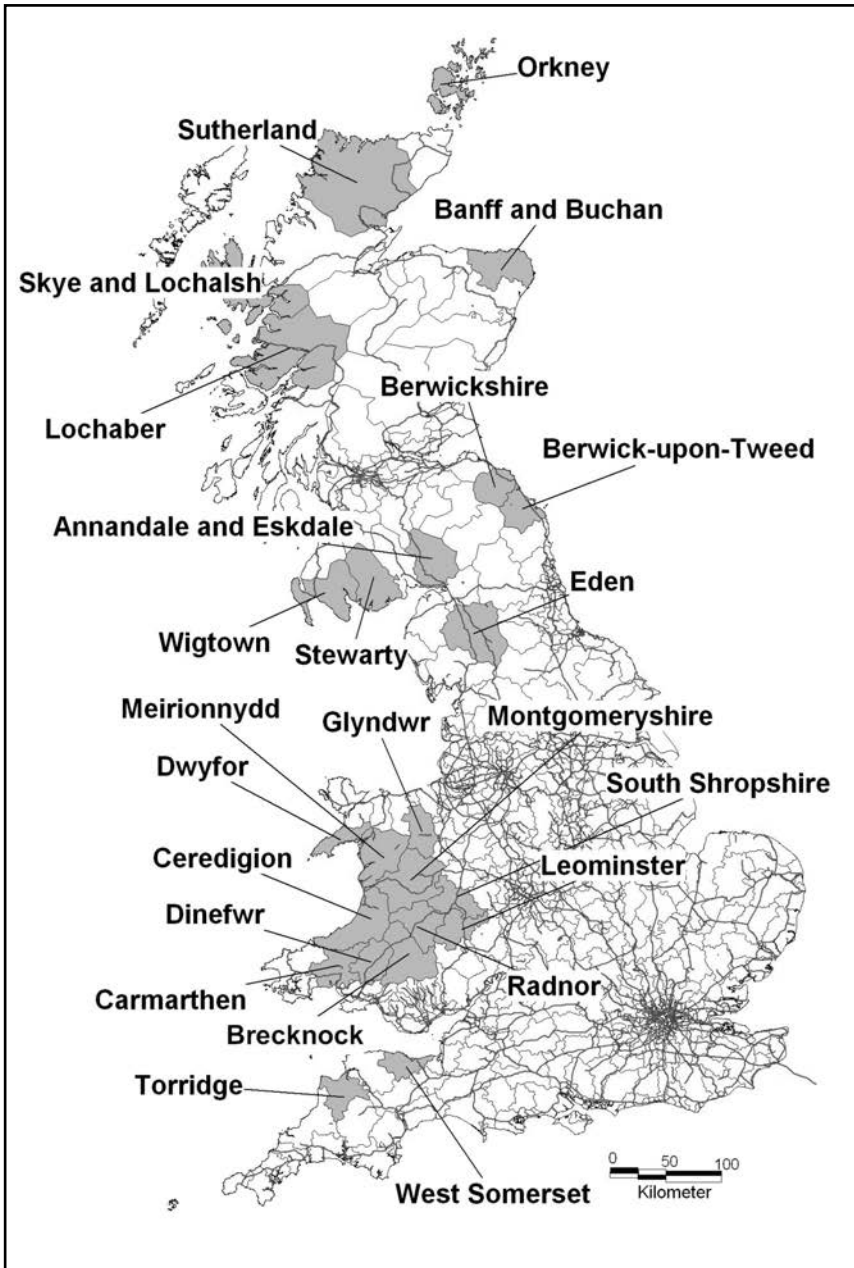 Orkney
Sutherland
Banff and Buchan
Skye and Lochalsh
Berwickshire
Lochaber
Berwick-upon-Tweed
Annandale and Eskdale
Eden
Wigtown
Stewarty
Meirionnydd
Glyndwr
Montgomeryshire
Dwyfor
South Shropshire
Ceredigion
Leominster
Dinefwr
Carmarthen
Radnor
Brecknock
Torridge
0 50 100
Kilometer
West Somerset